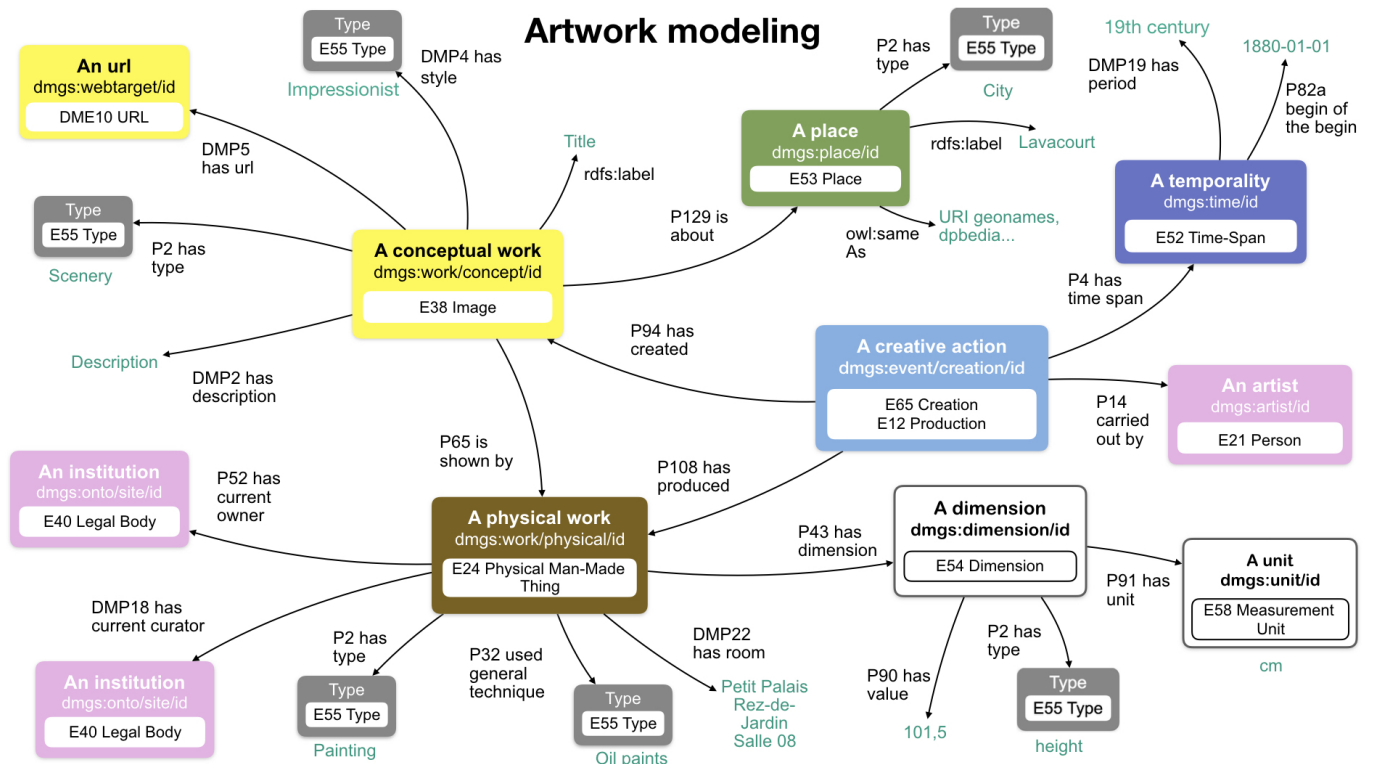 Artwork modeling
An url
dmgs:webtarget/id
DME10 URL
Type
E55 Type
Impressionist
DMP4 has
style
DMP5
has url
Title
rdfs:label
Type
E55 Type
Scenery
P2 has
type
A conceptual work
dmgs:work/concept/id
E38 Image
Description
DMP2 has
description
P129 is
about
A place
dmgs:place/id
E53 Place
P2 has
type
Type
E55 Type
City
rdfs:label
Lavacourt
owl:same
As
URI geonames,
dpbedia...
19th century
DMP19 has
period
1880-01-01
P82a
begin of
the begin
A temporality
dmgs:time/id
E52 Time-Span
P4 has
time span
P94 has
created
A creative action
dmgs:event/creation/id
E65 Creation
E12 Production
P14
carried
out by
An artist
dmgs:artist/id
E21 Person
P65 is
shown by
P108 has
produced
An institution
dmgs:onto/site/id
E40 Legal Body
P52 has
current
owner
A physical work
dmgs:work/physical/id
E24 Physical Man-Made
Thing
P43 has
dimension
A dimension
dmgs:dimension/id
E54 Dimension
P91 has
unit
A unit
dmgs:unit/id
E58 Measurement
Unit
cm
DMP18 has
current curator
An institution
dmgs:onto/site/id
E40 Legal Body
P2 has
type
Type
E55 Type
Painting
P32 used
general
technique
Type
E55 Type
Oil paints
DMP22
has room
Petit Palais
Rez-de-
Jardin
Salle 08
P90 has
value
101,5
P2 has
type
Type
E55 Type
height